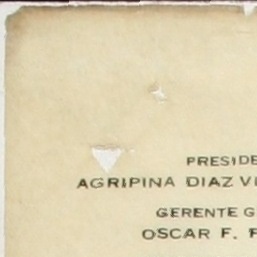 PRESIDE
AGRIPINA DIAZ V
GERENTE G
OSCAR F.